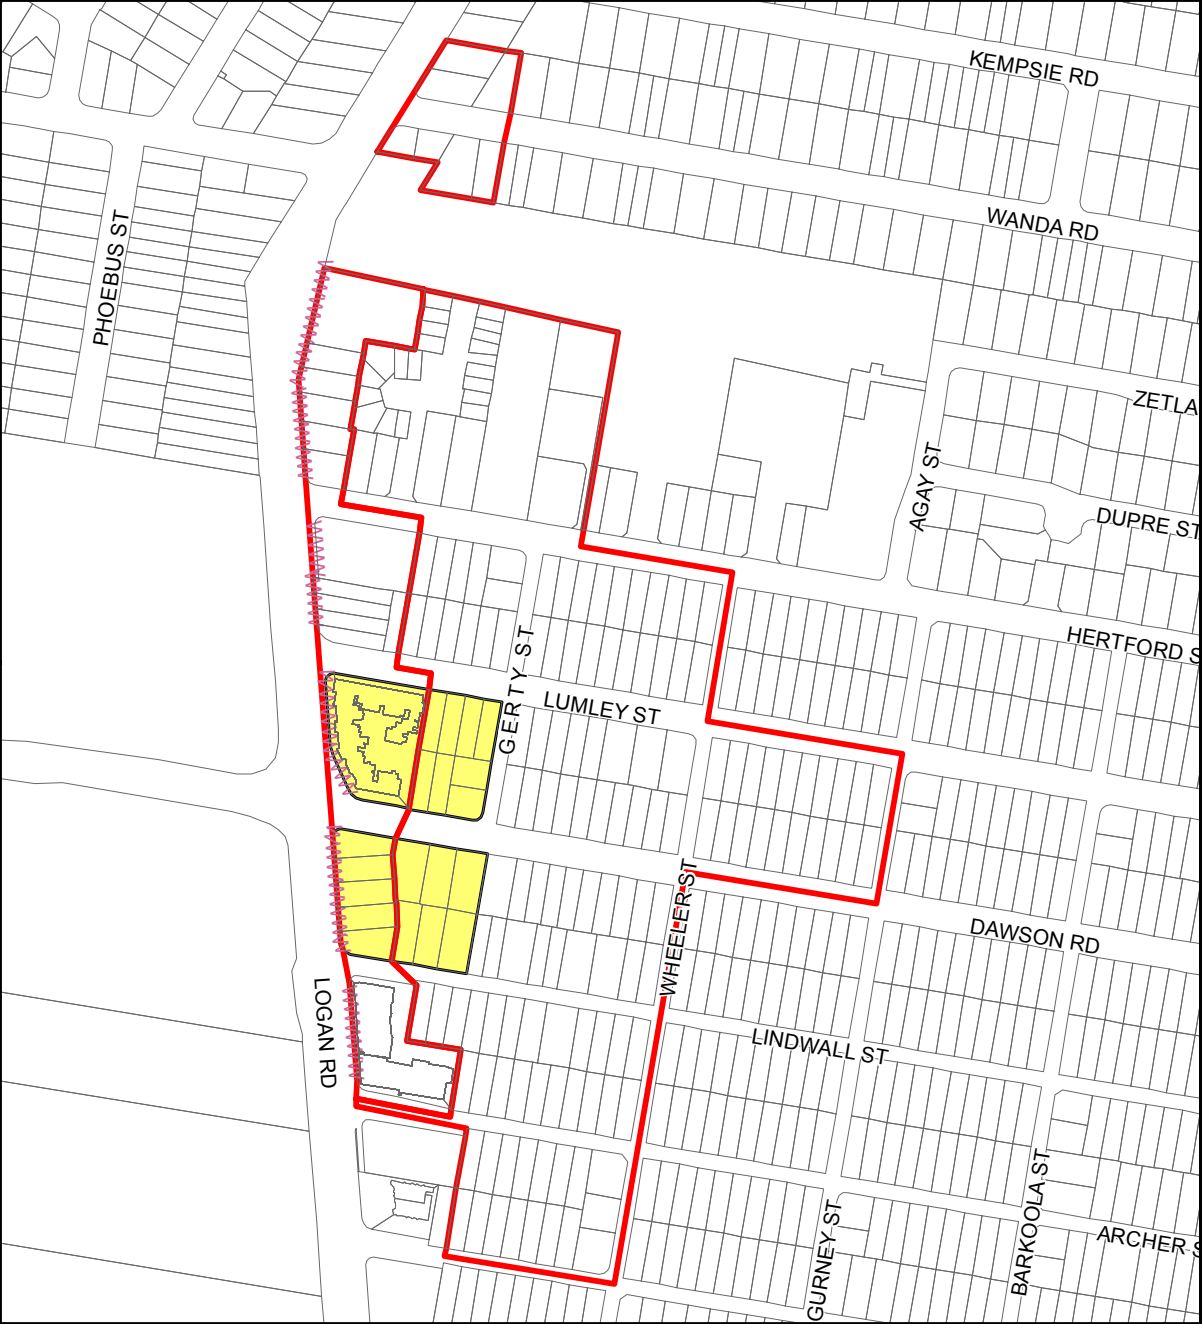 KEMPSIE RD
WANDA RD
PHOEBUS ST
ZETLA
AGAY ST
DUPRE ST
HERTFORD S
GERTY ST
LUMLEY ST
WHEELER ST
DAWSON RD
LOGAN RD
LINDWALL ST
BARKOOLA ST
GURNEY ST
ARCHER S